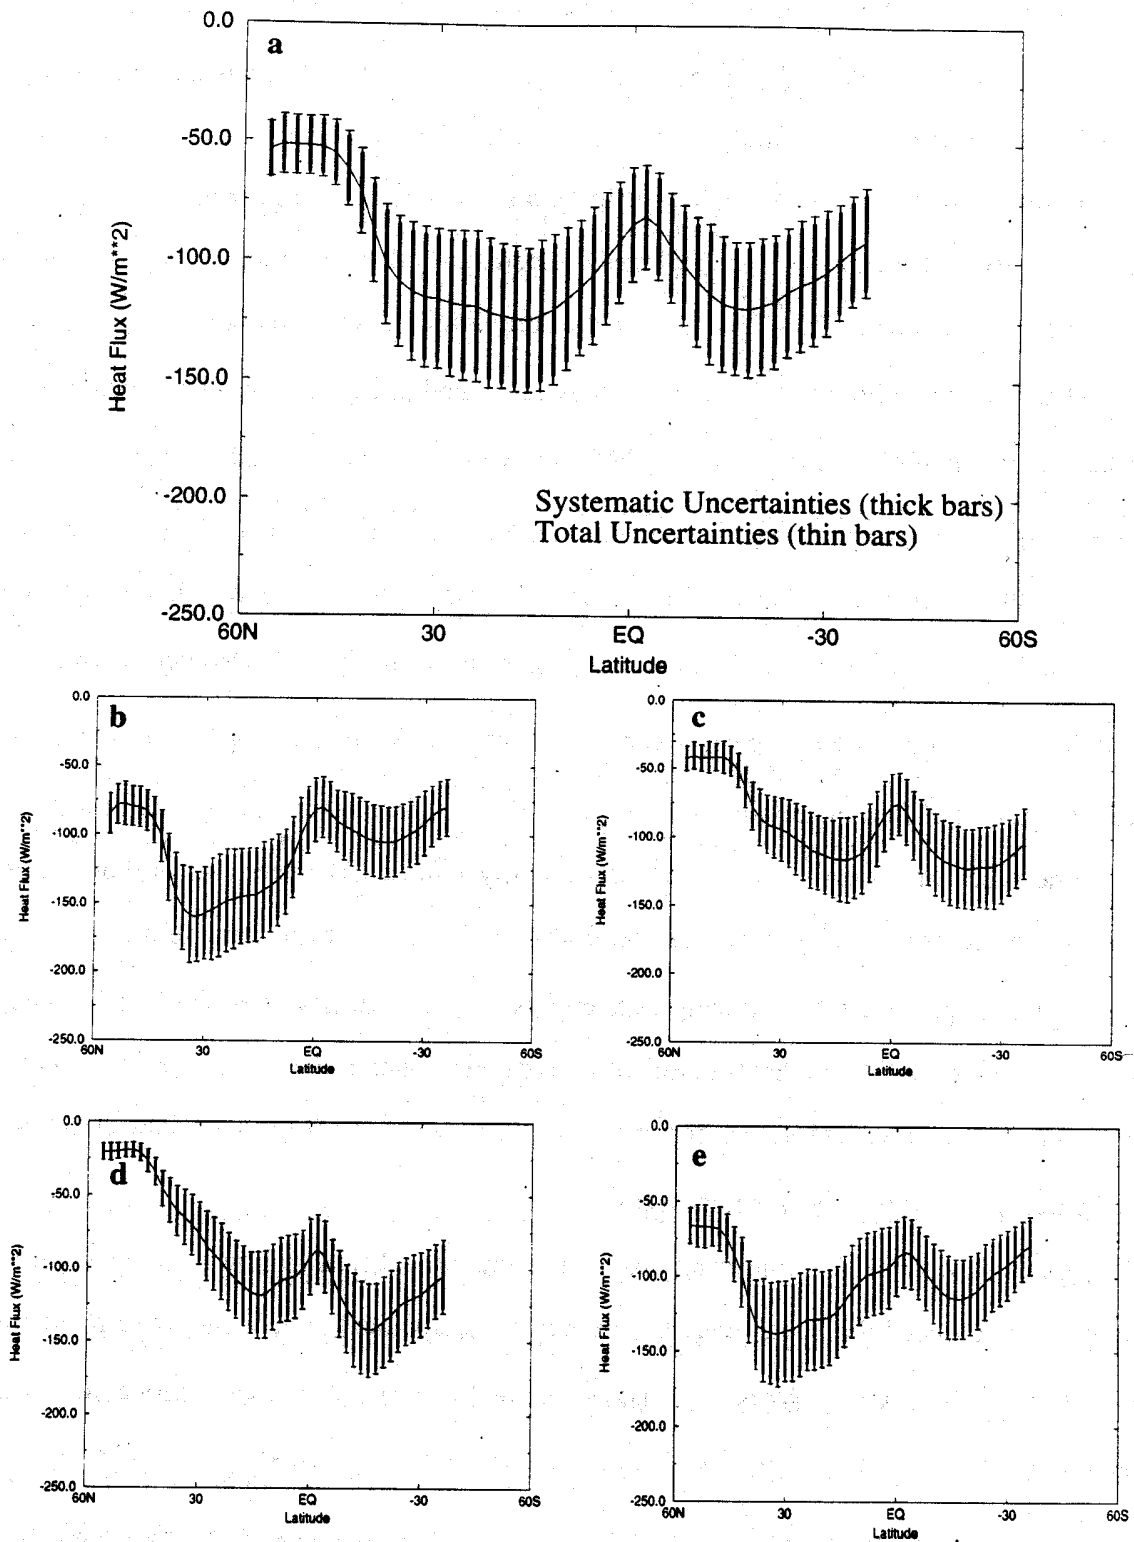 a
0.0
-50.0
-100.0
-150.0
-200.0
-250.0
Heat Flux (W/m**2)
Systematic Uncertainties (thick bars)
Total Uncertainties (thin bars)
60N 30 EQ -30 60S
Latitude
b
0.0
-50.0
-100.0
-150.0
-200.0
-250.0
Heat Flux (W/m**2)
60N 30 EQ -30 60S
Latitude
c
0.0
-50.0
-100.0
-150.0
-200.0
-250.0
Heat Flux (W/m**2)
60N 30 EQ -30 60S
Latitude
d
0.0
-50.0
-100.0
-150.0
-200.0
-250.0
Heat Flux (W/m**2)
60N 30 EQ -30 60S
Latitude
e
0.0
-50.0
-100.0
-150.0
-200.0
-250.0
Heat Flux (W/m**2)
60N 30 EQ -30 60S
Latitude